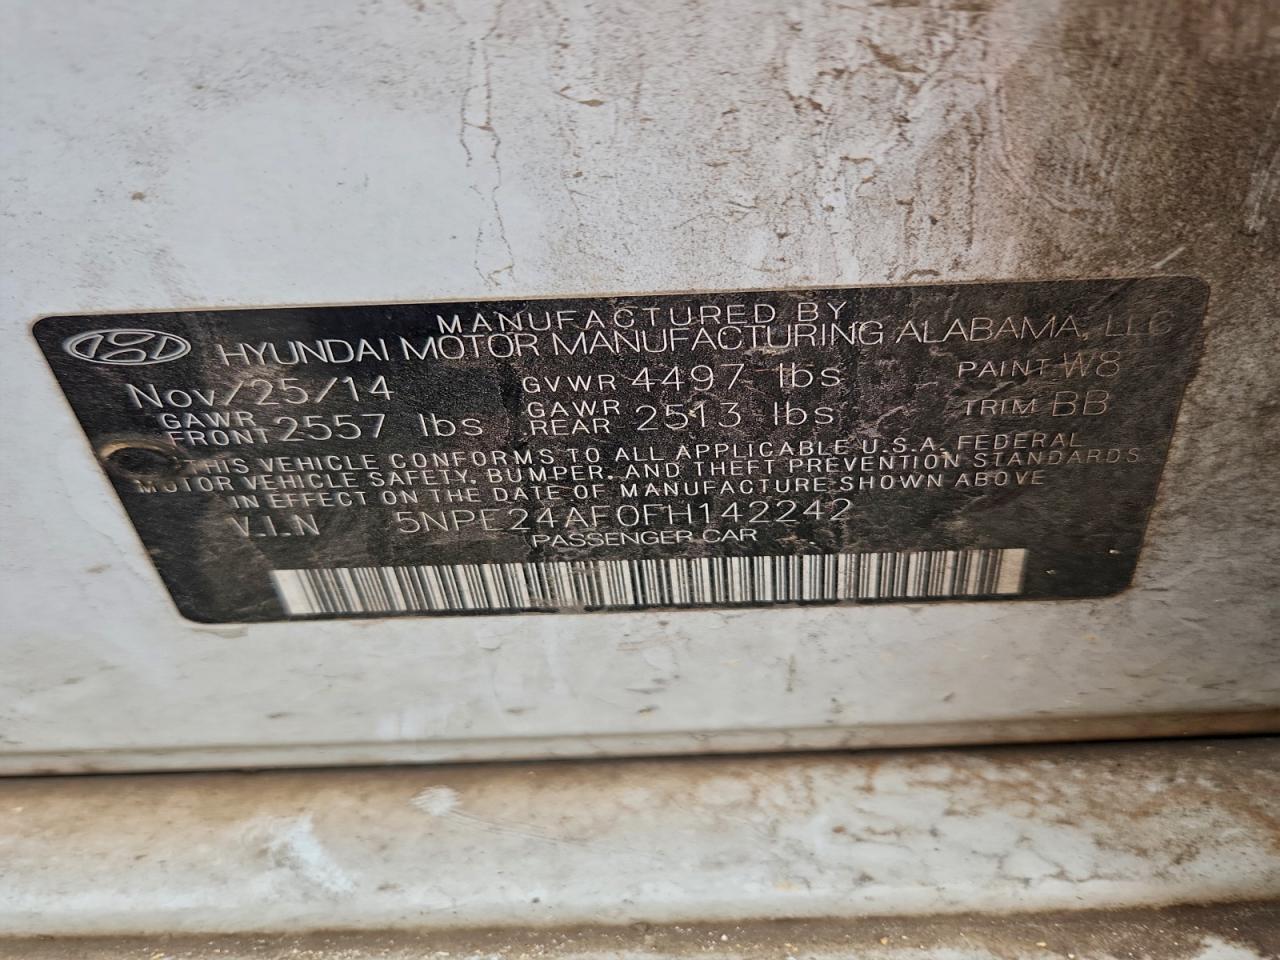 MANUFACTURED BY
HYUNDAI MOTOR MANUFACTURING ALABAMA, LLC
Nov/25/14 GVWR 4497 lbs PAINT W8
GAWR FRONT 2557 lbs GAWR REAR 2513 lbs TRIM BB
THIS VEHICLE CONFORMS TO ALL APPLICABLE U.S.A. FEDERAL
MOTOR VEHICLE SAFETY, BUMPER, AND THEFT PREVENTION STANDARDS
IN EFFECT ON THE DATE OF MANUFACTURE SHOWN ABOVE
V.I.N 5NPE24AF0FH142242
PASSENGER CAR